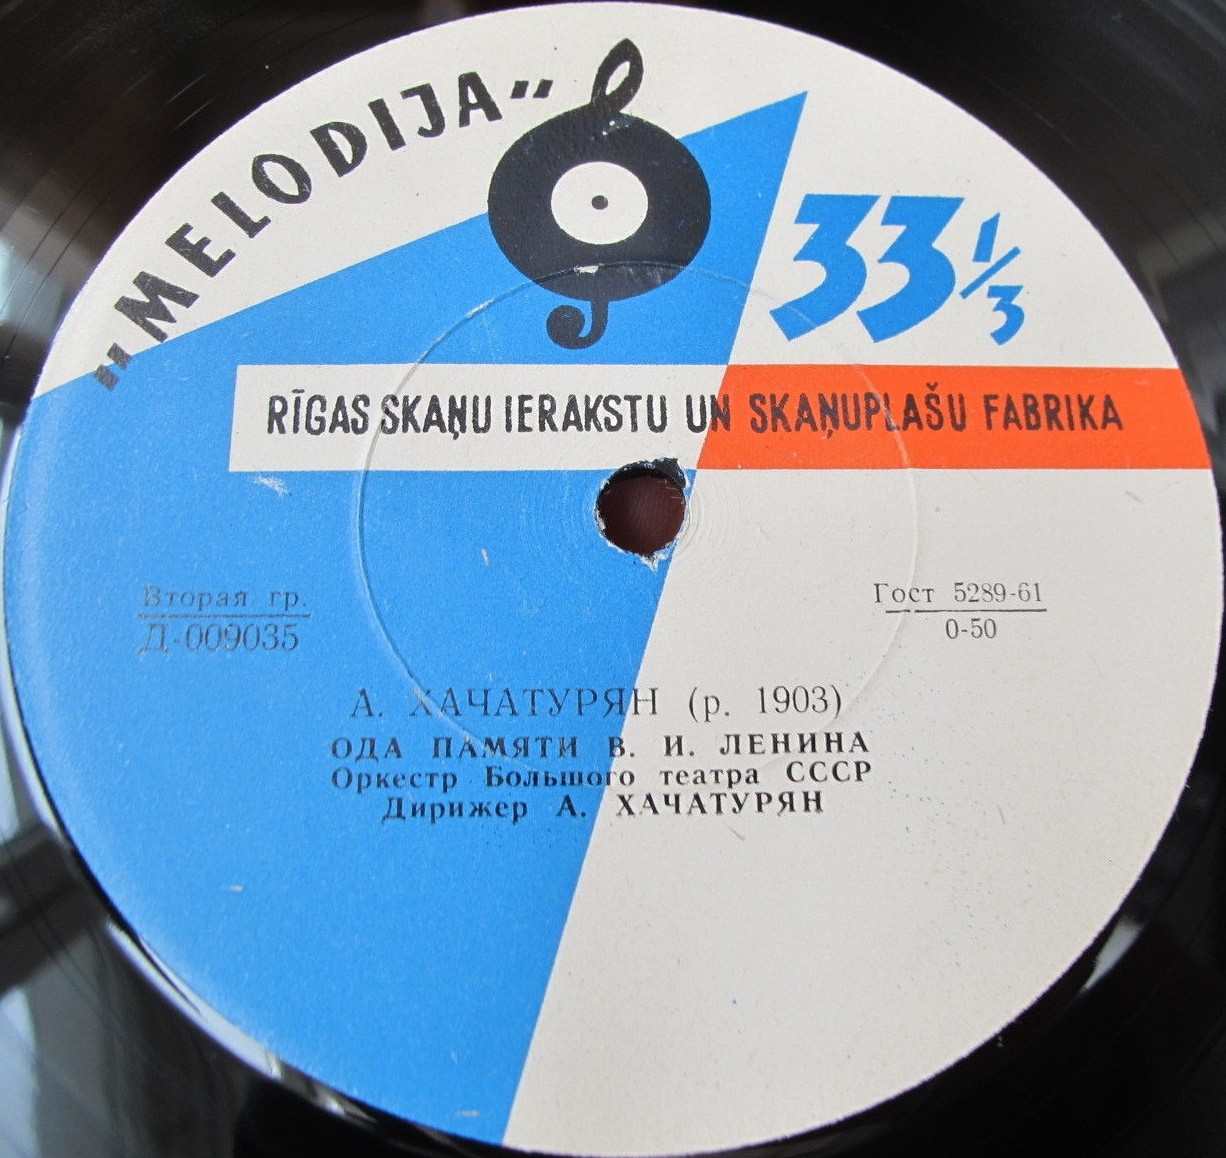 „MELODIJA”
33 1/3
RĪGAS SKAŅU IERAKSTU UN SKAŅUPLAŠU FABRIKA
Вторая гр.
Д-009035
Гост 5289-61
0-50
А. ХАЧАТУРЯН (р. 1903)
ОДА ПАМЯТИ В. И. ЛЕНИНА
Оркестр Большого театра СССР
Дирижер А. ХАЧАТУРЯН